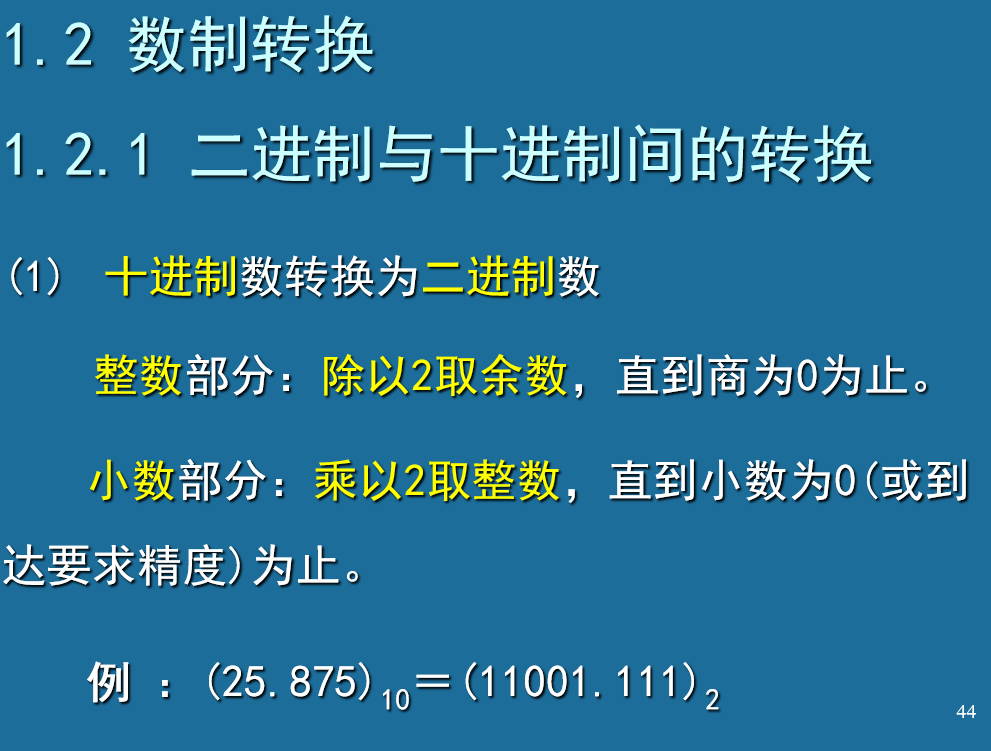 1.2 数制转换
1.2.1 二进制与十进制间的转换
(1) 十进制数转换为二进制数
整数部分：除以2取余数，直到商为0为止。
小数部分：乘以2取整数，直到小数为0(或到
达要求精度)为止。
例 ：(25.875)10＝(11001.111)2
44